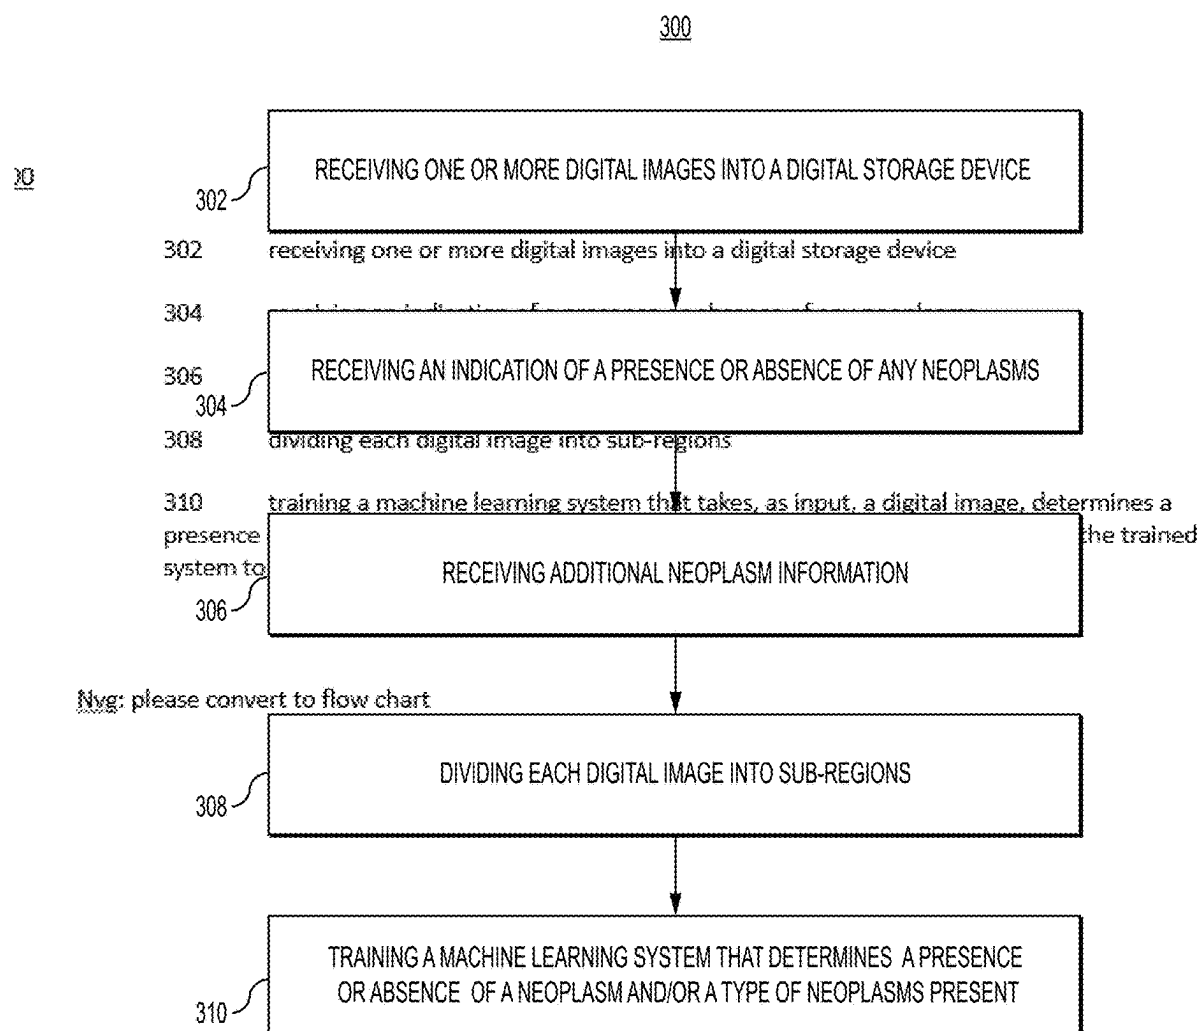 300
RECEIVING ONE OR MORE DIGITAL IMAGES INTO A DIGITAL STORAGE DEVICE
302
302 receiving one or more digital images into a digital storage device
304
RECEIVING AN INDICATION OF A PRESENCE OR ABSENCE OF ANY NEOPLASMS
306
304
308 dividing each digital image into sub-regions
310 training a machine learning system that takes, as input, a digital image, determines a
presence the trained
system to
RECEIVING ADDITIONAL NEOPLASM INFORMATION
306
Nvg: please convert to flow chart
DIVIDING EACH DIGITAL IMAGE INTO SUB-REGIONS
308
TRAINING A MACHINE LEARNING SYSTEM THAT DETERMINES A PRESENCE
OR ABSENCE OF A NEOPLASM AND/OR A TYPE OF NEOPLASMS PRESENT
310